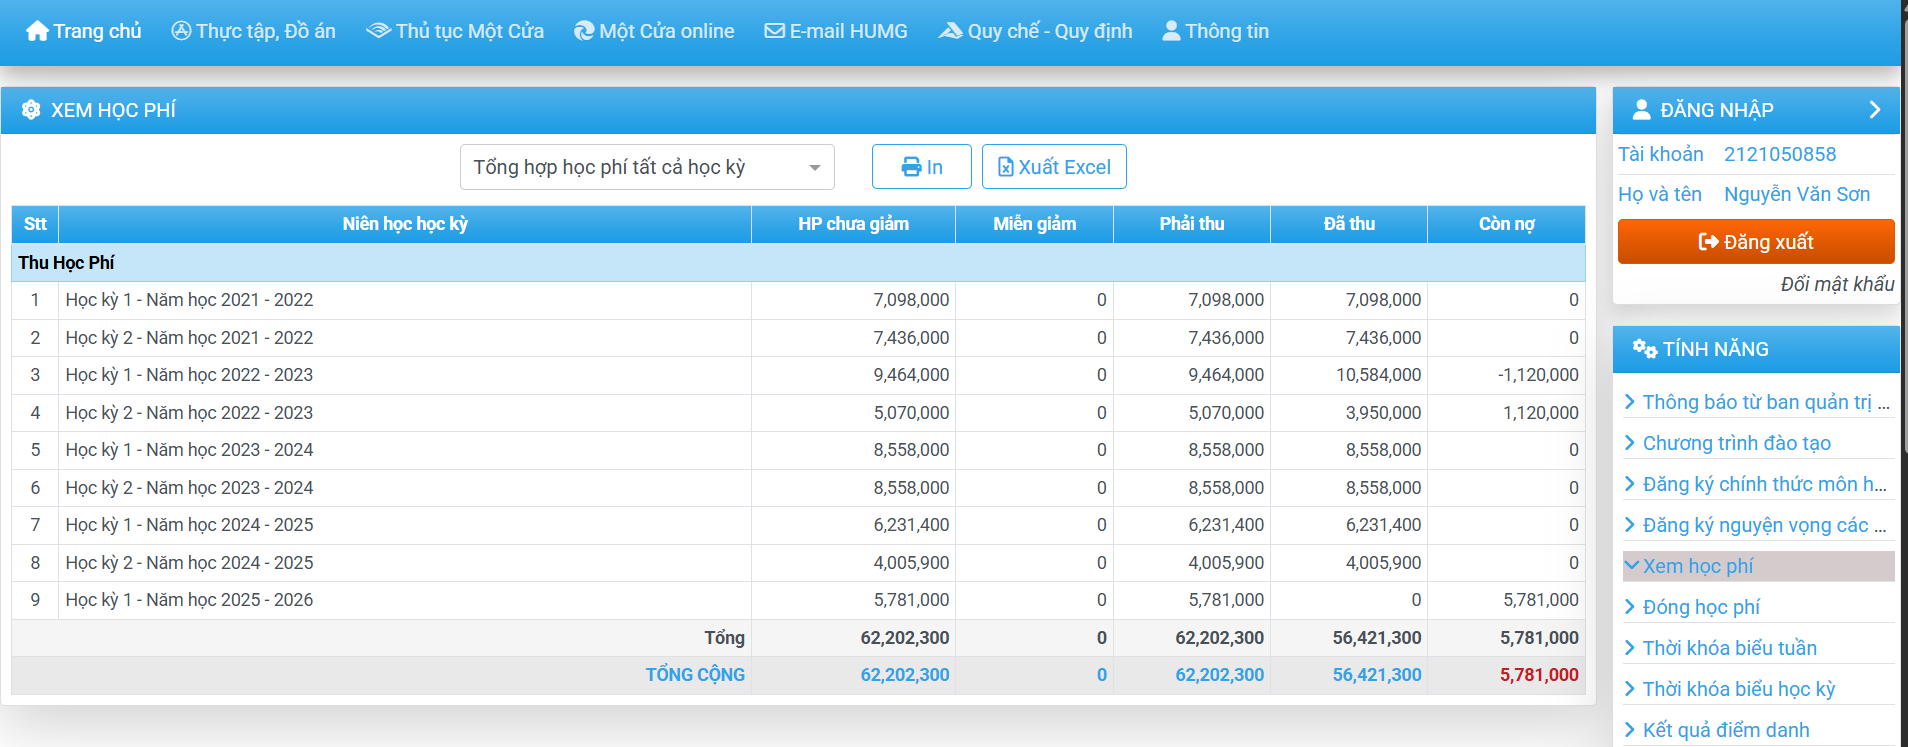 Trang chủ Thực tập, Đồ án Thủ tục Một Cửa Một Cửa online E-mail HUMG Quy chế - Quy định Thông tin
XEM HỌC PHÍ
Tổng hợp học phí tất cả học kỳ In Xuất Excel
Stt Niên học học kỳ HP chưa giảm Miễn giảm Phải thu Đã thu Còn nợ
Thu Học Phí
1 Học kỳ 1 - Năm học 2021 - 2022 7,098,000 0 7,098,000 7,098,000 0
2 Học kỳ 2 - Năm học 2021 - 2022 7,436,000 0 7,436,000 7,436,000 0
3 Học kỳ 1 - Năm học 2022 - 2023 9,464,000 0 9,464,000 10,584,000 -1,120,000
4 Học kỳ 2 - Năm học 2022 - 2023 5,070,000 0 5,070,000 3,950,000 1,120,000
5 Học kỳ 1 - Năm học 2023 - 2024 8,558,000 0 8,558,000 8,558,000 0
6 Học kỳ 2 - Năm học 2023 - 2024 8,558,000 0 8,558,000 8,558,000 0
7 Học kỳ 1 - Năm học 2024 - 2025 6,231,400 0 6,231,400 6,231,400 0
8 Học kỳ 2 - Năm học 2024 - 2025 4,005,900 0 4,005,900 4,005,900 0
9 Học kỳ 1 - Năm học 2025 - 2026 5,781,000 0 5,781,000 0 5,781,000
Tổng 62,202,300 0 62,202,300 56,421,300 5,781,000
TỔNG CỘNG 62,202,300 0 62,202,300 56,421,300 5,781,000
ĐĂNG NHẬP
Tài khoản 2121050858
Họ và tên Nguyễn Văn Sơn
Đăng xuất
Đổi mật khẩu
TÍNH NĂNG
Thông báo từ ban quản trị ...
Chương trình đào tạo
Đăng ký chính thức môn h...
Đăng ký nguyện vọng các ...
Xem học phí
Đóng học phí
Thời khóa biểu tuần
Thời khóa biểu học kỳ
Kết quả điểm danh